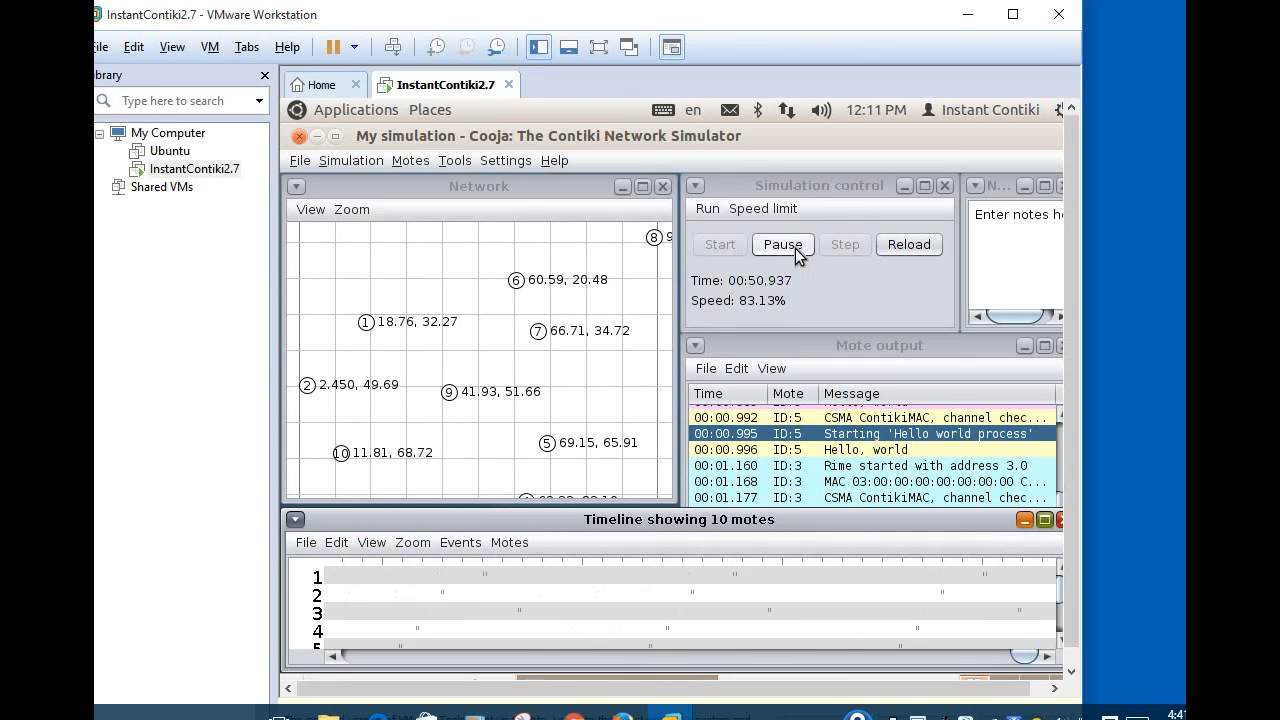 InstantContiki2.7 - VMware Workstation
File Edit View VM Tabs Help
Library
Type here to search
My Computer
Ubuntu
InstantContiki2.7
Shared VMs
Home InstantContiki2.7
Applications Places en 12:11 PM Instant Contiki
My simulation - Cooja: The Contiki Network Simulator
File Simulation Motes Tools Settings Help
Network
View Zoom
8 9
6 60.59, 20.48
1 18.76, 32.27
7 66.71, 34.72
2 2.450, 49.69
9 41.93, 51.66
5 69.15, 65.91
10 11.81, 68.72
Simulation control
Run Speed limit
Start Pause Step Reload
Time: 00:50.937
Speed: 83.13%
N...
Enter notes he
Mote output
File Edit View
Time Mote Message
00:00.992 ID:5 CSMA ContikiMAC, channel chec...
00:00.995 ID:5 Starting 'Hello world process'
00:00.996 ID:5 Hello, world
00:01.160 ID:3 Rime started with address 3.0
00:01.168 ID:3 MAC 03:00:00:00:00:00:00:00 C...
00:01.177 ID:3 CSMA ContikiMAC, channel chec...
Timeline showing 10 motes
File Edit View Zoom Events Motes
1
2
3
4
5
4:4